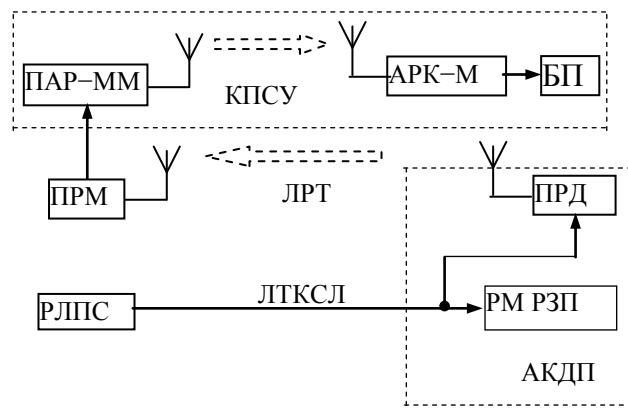 ПАР−ММ
АРК−М
БП
КПСУ
ПРМ
ЛРТ
ПРД
РЛПС
ЛТКСЛ
РМ РЗП
АКДП